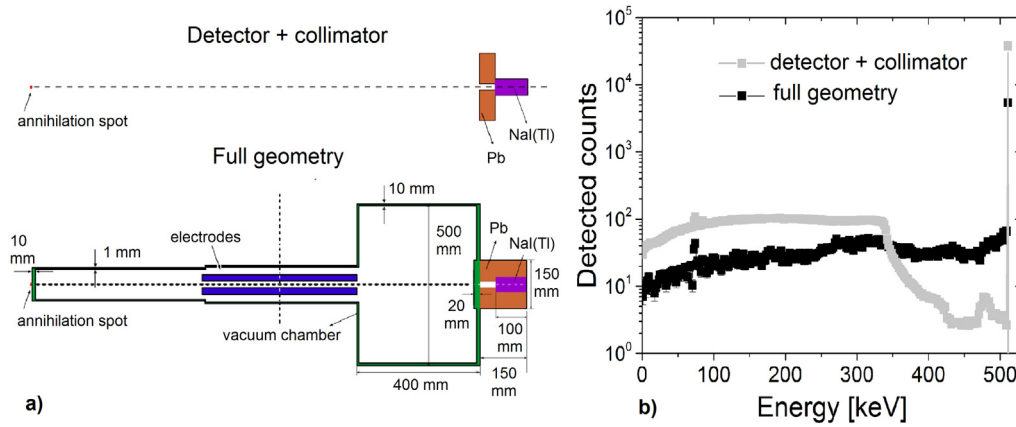 Detector + collimator
annihilation spot
NaI(Tl)
Pb
Full geometry
10 mm
10
mm
1 mm
electrodes
500
mm
Pb
NaI(Tl)
150
mm
annihilation spot
vacuum chamber
20
mm
100
mm
150
mm
400 mm
a)
b)
detector + collimator
full geometry
Detected counts
10^5
10^4
10^3
10^2
10^1
10^0
0 100 200 300 400 500
Energy [keV]